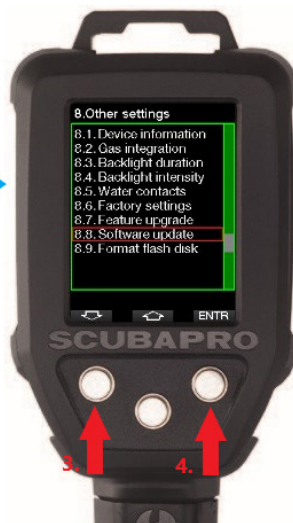 8.Other settings
8.1. Device information
8.2. Gas integration
8.3. Backlight duration
8.4. Backlight intensity
8.5. Water contacts
8.6. Factory settings
8.7. Feature upgrade
8.8. Software update
8.9. Format flash disk
ENTR
SCUBAPRO
3. 4.